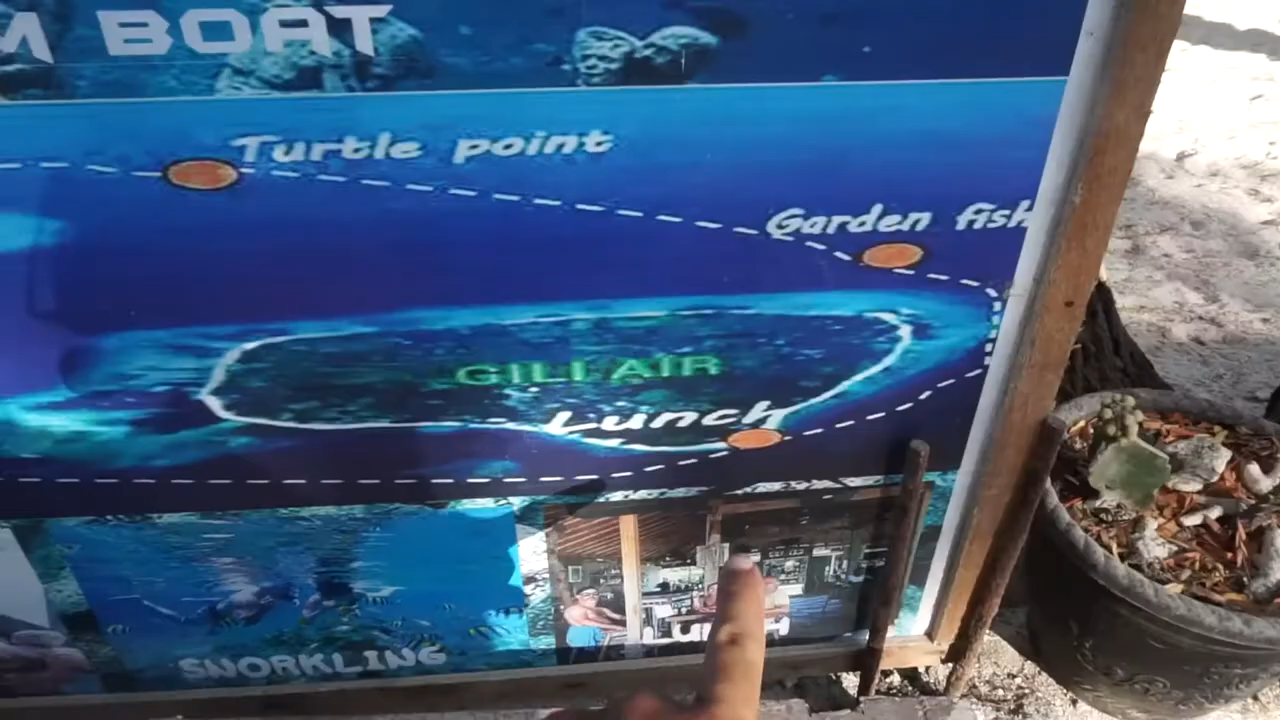 M BOAT
Turtle point
Garden fish
GILI AIR
Lunch
SNORKLING